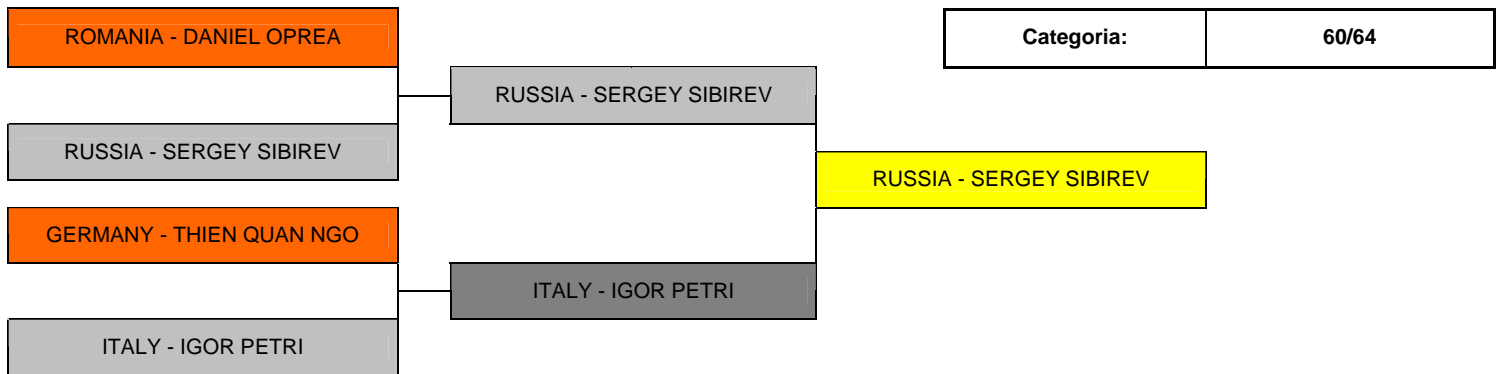 ROMANIA - DANIEL OPREA
Categoria: 60/64
RUSSIA - SERGEY SIBIREV
RUSSIA - SERGEY SIBIREV
RUSSIA - SERGEY SIBIREV
GERMANY - THIEN QUAN NGO
ITALY - IGOR PETRI
ITALY - IGOR PETRI